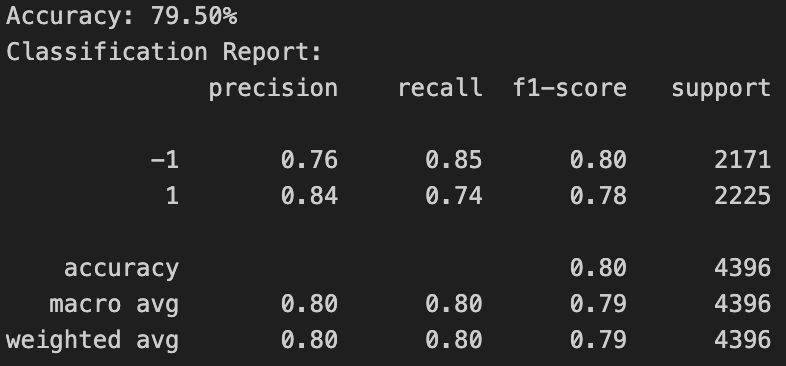 Accuracy: 79.50%
Classification Report:
precision recall f1-score support
-1 0.76 0.85 0.80 2171
1 0.84 0.74 0.78 2225
accuracy 0.80 4396
macro avg 0.80 0.80 0.79 4396
weighted avg 0.80 0.80 0.79 4396